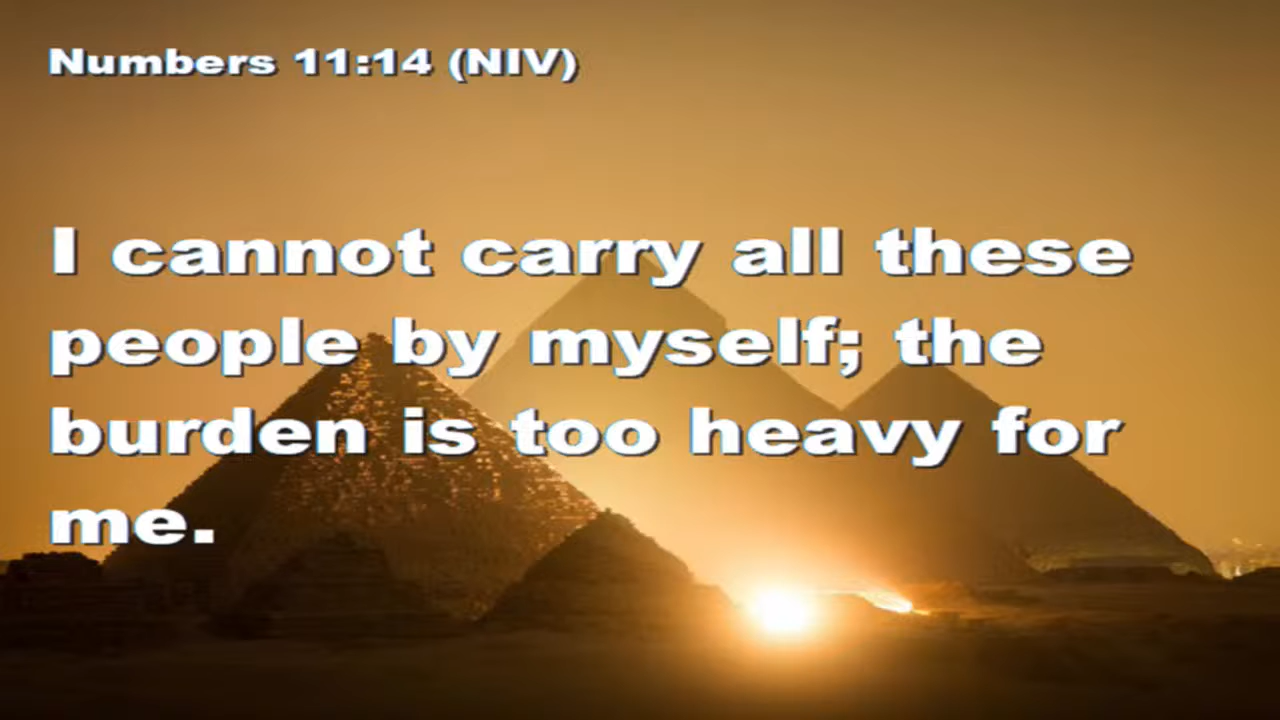 Numbers 11:14 (NIV)
I cannot carry all these
people by myself; the
burden is too heavy for
me.